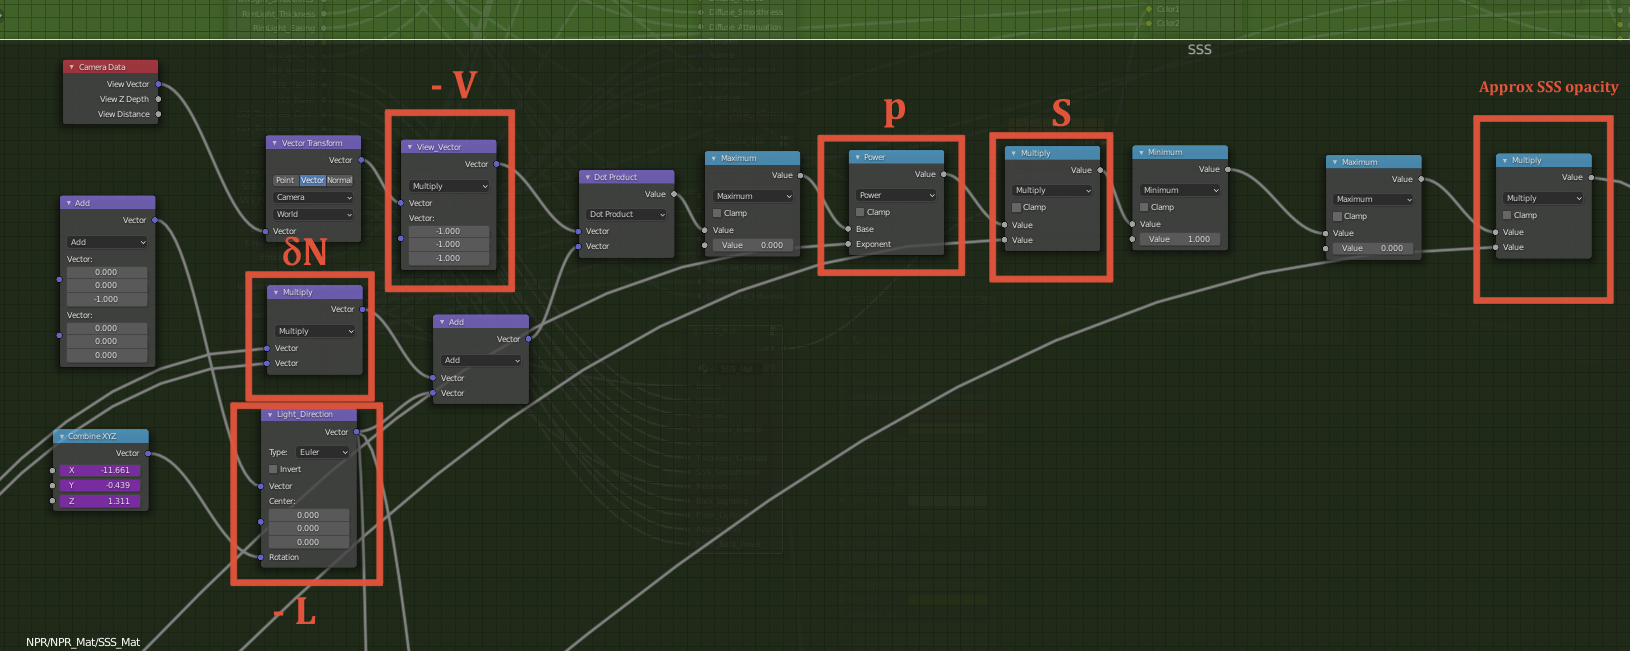 RimLight_Thickness
RimLight_Easing
Diffuse_Smoothness
Diffuse_Attenuation
Color1
Color2
SSS
Camera Data
View Vector
View Z Depth
View Distance
Vector Transform
Vector
Point Vector Normal
Camera
World
Vector
- V
View_Vector
Vector
Multiply
Vector
Vector:
-1.000
-1.000
-1.000
Dot Product
Value
Dot Product
Vector
Vector
Maximum
Value
Maximum
Clamp
Value
Value 0.000
p
Power
Value
Power
Clamp
Base
Exponent
S
Multiply
Value
Multiply
Clamp
Value
Value
Minimum
Value
Minimum
Clamp
Value
Value 1.000
Maximum
Value
Maximum
Clamp
Value
Value 0.000
Approx SSS opacity
Multiply
Value
Multiply
Clamp
Value
Value
Add
Vector
Add
Vector:
0.000
0.000
-1.000
Vector:
0.000
0.000
0.000
δN
Multiply
Vector
Multiply
Vector
Vector
Add
Vector
Add
Vector
Vector
Combine XYZ
Vector
X -11.661
Y -0.439
Z 1.311
Light_Direction
Vector
Type: Euler
Invert
Vector
Center:
0.000
0.000
0.000
Rotation
- L
NPR/NPR_Mat/SSS_Mat